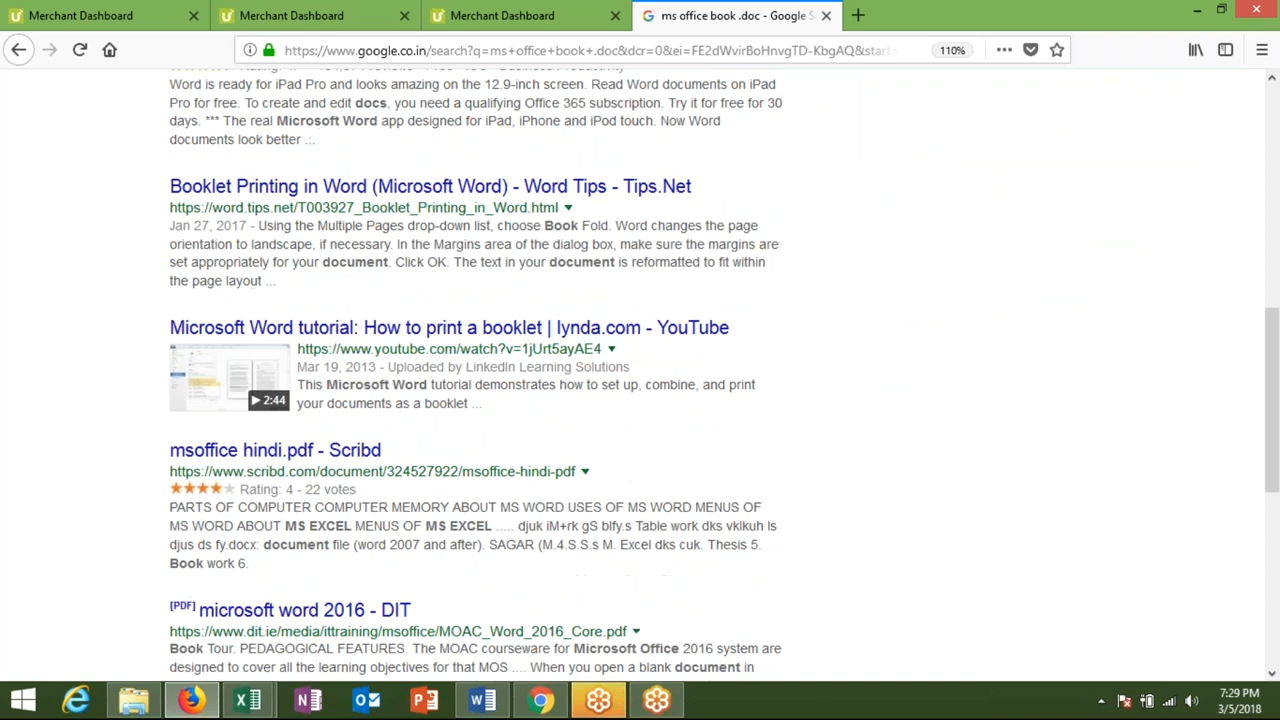 Merchant Dashboard
Merchant Dashboard
Merchant Dashboard
ms office book .doc - Google S
https://www.google.co.in/search?q=ms+office+book+.doc&dcr=0&ei=FE2dWvirBoHnvgTD-KbgAQ&start
110%
Word is ready for iPad Pro and looks amazing on the 12.9-inch screen. Read Word documents on iPad
Pro for free. To create and edit docs, you need a qualifying Office 365 subscription. Try it for free for 30
days. *** The real Microsoft Word app designed for iPad, iPhone and iPod touch. Now Word
documents look better ...
Booklet Printing in Word (Microsoft Word) - Word Tips - Tips.Net
https://word.tips.net/T003927_Booklet_Printing_in_Word.html
Jan 27, 2017 - Using the Multiple Pages drop-down list, choose Book Fold. Word changes the page
orientation to landscape, if necessary. In the Margins area of the dialog box, make sure the margins are
set appropriately for your document. Click OK. The text in your document is reformatted to fit within
the page layout ...
Microsoft Word tutorial: How to print a booklet | lynda.com - YouTube
https://www.youtube.com/watch?v=1jUrt5ayAE4
Mar 19, 2013 - Uploaded by LinkedIn Learning Solutions
This Microsoft Word tutorial demonstrates how to set up, combine, and print
2:44
your documents as a booklet ...
msoffice hindi.pdf - Scribd
https://www.scribd.com/document/324527922/msoffice-hindi-pdf
Rating: 4 - 22 votes
PARTS OF COMPUTER COMPUTER MEMORY ABOUT MS WORD USES OF MS WORD MENUS OF
MS WORD ABOUT MS EXCEL MENUS OF MS EXCEL ..... djuk iM+rk gS blfy.s Table work dks vklkuh ls
djus ds fy.docx: document file (word 2007 and after). SAGAR (M.4.S.S.s M. Excel dks cuk. Thesis 5.
Book work 6.
[PDF] microsoft word 2016 - DIT
https://www.dit.ie/media/ittraining/msoffice/MOAC_Word_2016_Core.pdf
Book Tour. PEDAGOGICAL FEATURES. The MOAC courseware for Microsoft Office 2016 system are
designed to cover all the learning objectives for that MOS .... When you open a blank document in
7:29 PM
3/5/2018